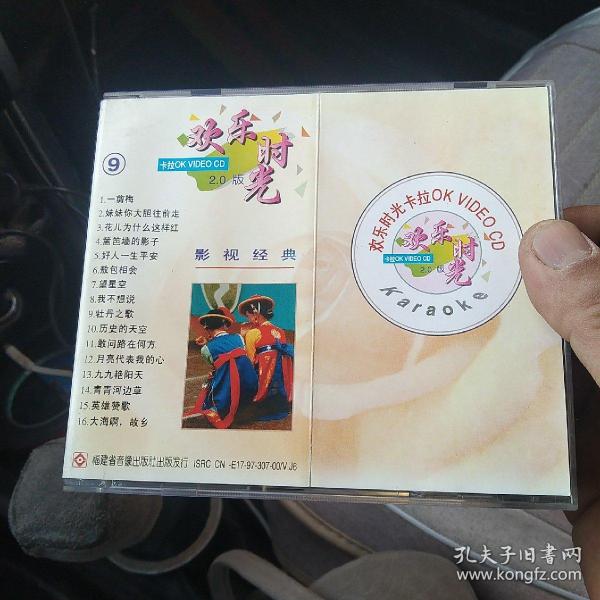 9
欢乐时光
卡拉OK VIDEO CD
2.0 版
1.一剪梅
2.妹妹你大胆往前走
3.花儿为什么这样红
4.篱笆墙的影子
5.好人一生平安
6.敖包相会
7.望星空
8.我不想说
9.牡丹之歌
10.历史的天空
11.敢问路在何方
12.月亮代表我的心
13.九九艳阳天
14.青青河边草
15.英雄赞歌
16.大海啊，故乡
影视经典
福建省音像出版社出版发行 ISRC CN -E17-97-307-00/V.J6
欢乐时光卡拉OK VIDEO CD
欢乐时光
卡拉OK VIDEO CD
2.0 版
Karaoke
孔夫子旧书网
www.kongfz.com